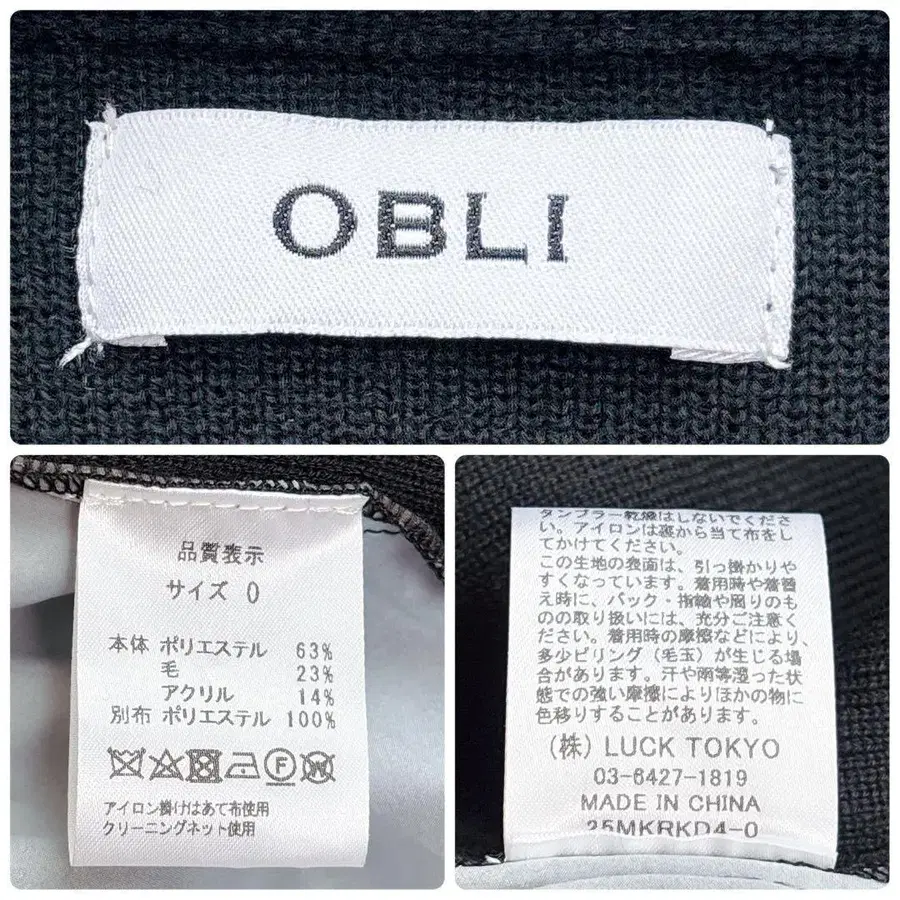 OBLI
品質表示
サイズ 0
本体 ポリエステル 63%
毛 23%
アクリル 14%
別布 ポリエステル 100%
アイロン掛けはあて布使用
クリーニングネット使用
タンブラー乾燥はしないでくださ
い。アイロンは裏から当て布をし
てかけてください。
この生地の表面は、引っ掛かりや
すくなっています。着用時や着替
え時に、バック・指輪や周りのも
のの取り扱いには、充分ご注意く
ださい。着用時の摩擦などにより、
多少ピリング（毛玉）が生じる場
合があります。汗や雨等湿った状
態での強い摩擦によりほかの物に
色移りすることがあります。
（株）LUCK TOKYO
03-6427-1819
MADE IN CHINA
25MKRKD4-0